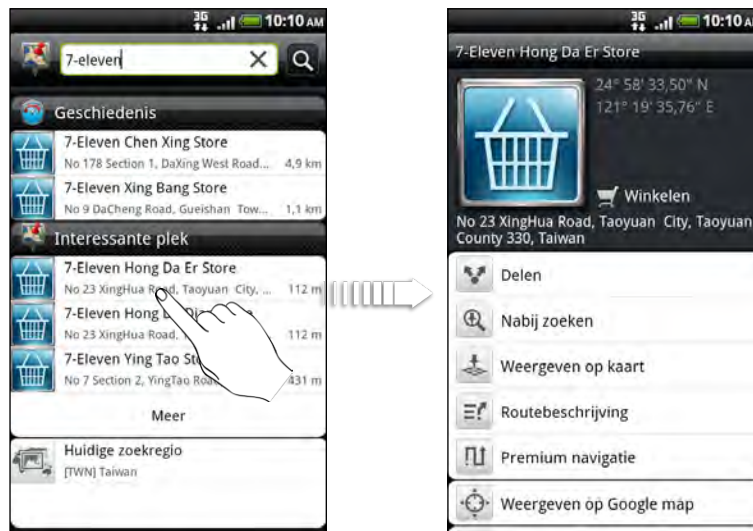 3G 10:10 AM
7-eleven
Geschiedenis
7-Eleven Chen Xing Store
No 178 Section 1, DaXing West Road... 4,9 km
7-Eleven Xing Bang Store
No 9 DaCheng Road, Gueishan Tow... 1,1 km
Interessante plek
7-Eleven Hong Da Er Store
No 23 XingHua Road, Taoyuan City, ... 112 m
7-Eleven Hong
No 23 XingHua Road, 112 m
7-Eleven Ying Tao
No 7 Section 2, YingTao 431 m
Meer
Huidige zoekregio
[TWN] Taiwan
3G 10:10
7-Eleven Hong Da Er Store
24° 58' 33,50" N
121° 19' 35,76" E
Winkelen
No 23 XingHua Road, Taoyuan City, Taoyuan
County 330, Taiwan
Delen
Nabij zoeken
Weergeven op kaart
Routebeschrijving
Premium navigatie
Weergeven op Google map